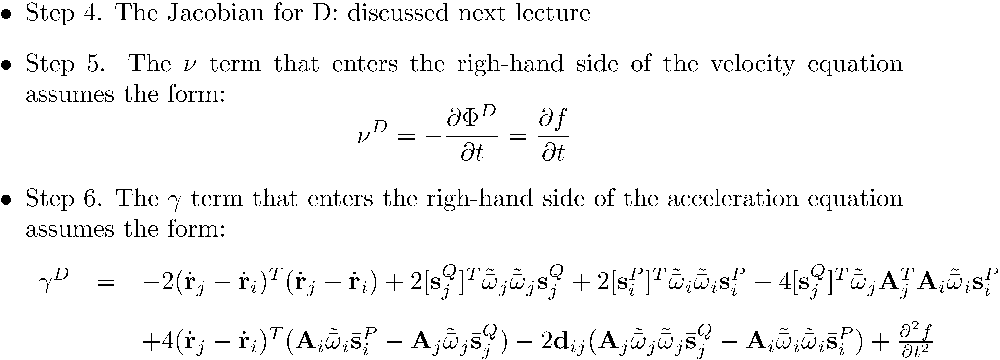 • Step 4. The Jacobian for D: discussed next lecture
• Step 5. The ν term that enters the righ-hand side of the velocity equation
assumes the form:
$\nu^D = -\frac{\partial \Phi^D}{\partial t} = \frac{\partial f}{\partial t}$
• Step 6. The γ term that enters the righ-hand side of the acceleration equation
assumes the form:
$\gamma^D = -2(\dot{\mathbf{r}}_j - \dot{\mathbf{r}}_i)^T(\dot{\mathbf{r}}_j - \dot{\mathbf{r}}_i) + 2[\bar{\mathbf{s}}_j^Q]^T\tilde{\bar{\omega}}_j\tilde{\bar{\omega}}_j\bar{\mathbf{s}}_j^Q + 2[\bar{\mathbf{s}}_i^P]^T\tilde{\bar{\omega}}_i\tilde{\bar{\omega}}_i\bar{\mathbf{s}}_i^P - 4[\bar{\mathbf{s}}_j^Q]^T\tilde{\bar{\omega}}_j\mathbf{A}_j^T\mathbf{A}_i\tilde{\bar{\omega}}_i\bar{\mathbf{s}}_i^P$
$+4(\dot{\mathbf{r}}_j - \dot{\mathbf{r}}_i)^T(\mathbf{A}_i\tilde{\bar{\omega}}_i\bar{\mathbf{s}}_i^P - \mathbf{A}_j\tilde{\bar{\omega}}_j\bar{\mathbf{s}}_j^Q) - 2\mathbf{d}_{ij}(\mathbf{A}_j\tilde{\bar{\omega}}_j\tilde{\bar{\omega}}_j\bar{\mathbf{s}}_j^Q - \mathbf{A}_i\tilde{\bar{\omega}}_i\tilde{\bar{\omega}}_i\bar{\mathbf{s}}_i^P) + \frac{\partial^2 f}{\partial t^2}$